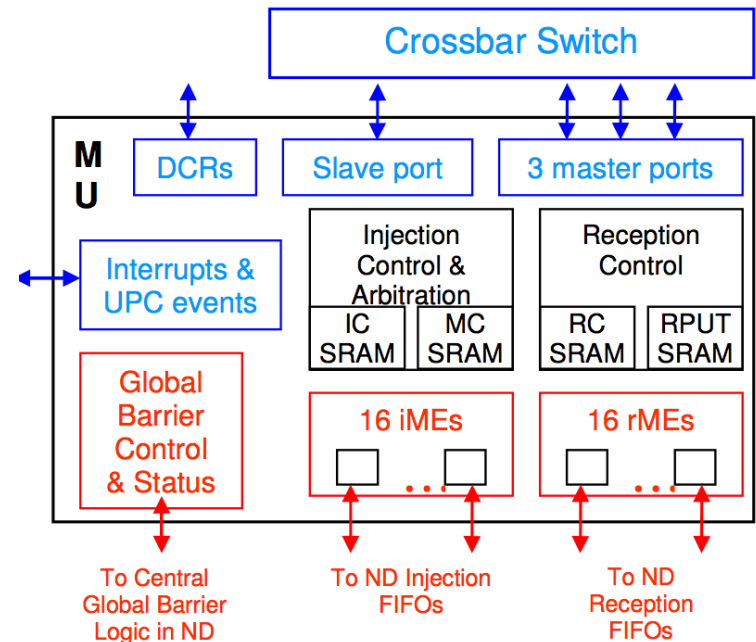 Crossbar Switch
M
U
DCRs
Slave port
3 master ports
Interrupts &
UPC events
Injection
Control &
Arbitration
IC
SRAM
MC
SRAM
Reception
Control
RC
SRAM
RPUT
SRAM
Global
Barrier
Control
& Status
16 iMEs
...
16 rMEs
...
To Central
Global Barrier
Logic in ND
To ND Injection
FIFOs
To ND
Reception
FIFOs